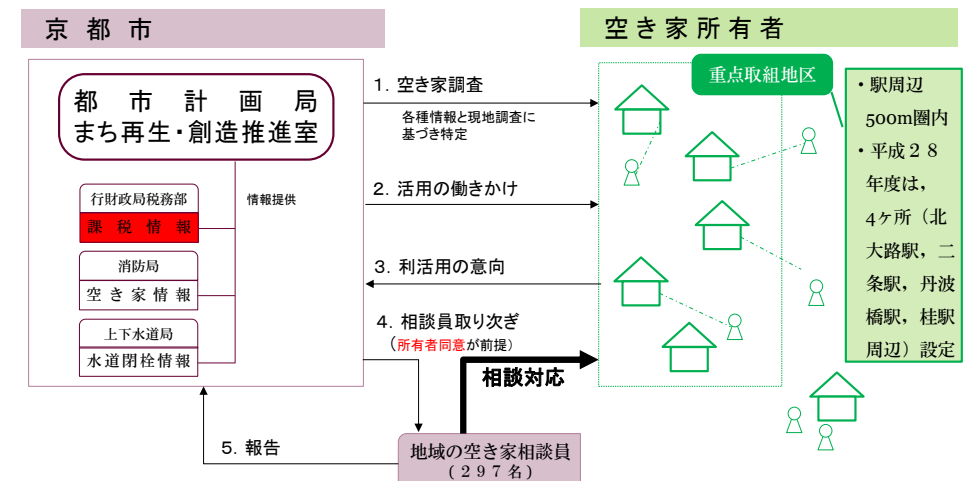 京都市
空き家所有者
都市計画局
まち再生・創造推進室
行財政局税務部
課税情報
消防局
空き家情報
上下水道局
水道閉栓情報
情報提供
1．空き家調査
各種情報と現地調査に
基づき特定
2．活用の働きかけ
3．利活用の意向
4．相談員取り次ぎ
（所有者同意が前提）
相談対応
5．報告
地域の空き家相談員
（２９７名）
重点取組地区
・駅周辺
500m圏内
・平成２８
年度は，
4ヶ所（北
大路駅，二
条駅，丹波
橋駅，桂駅
周辺）設定